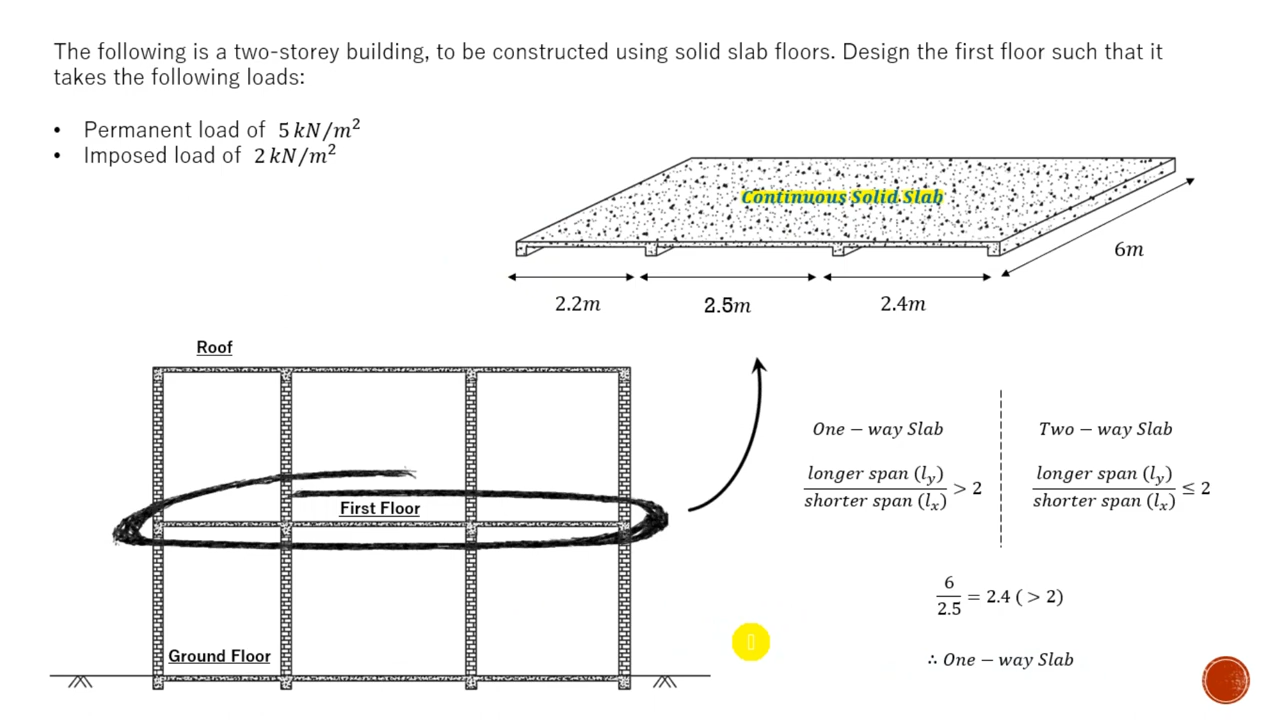 The following is a two-storey building, to be constructed using solid slab floors. Design the first floor such that it
takes the following loads:
• Permanent load of 5 kN/m²
• Imposed load of 2 kN/m²
Continuous Solid Slab
6m
2.2m
2.5m
2.4m
Roof
First Floor
Ground Floor
One − way Slab
longer span (l_y)
shorter span (l_x)
> 2
Two − way Slab
longer span (l_y)
shorter span (l_x)
≤ 2
6
2.5
= 2.4 ( > 2)
∴ One − way Slab